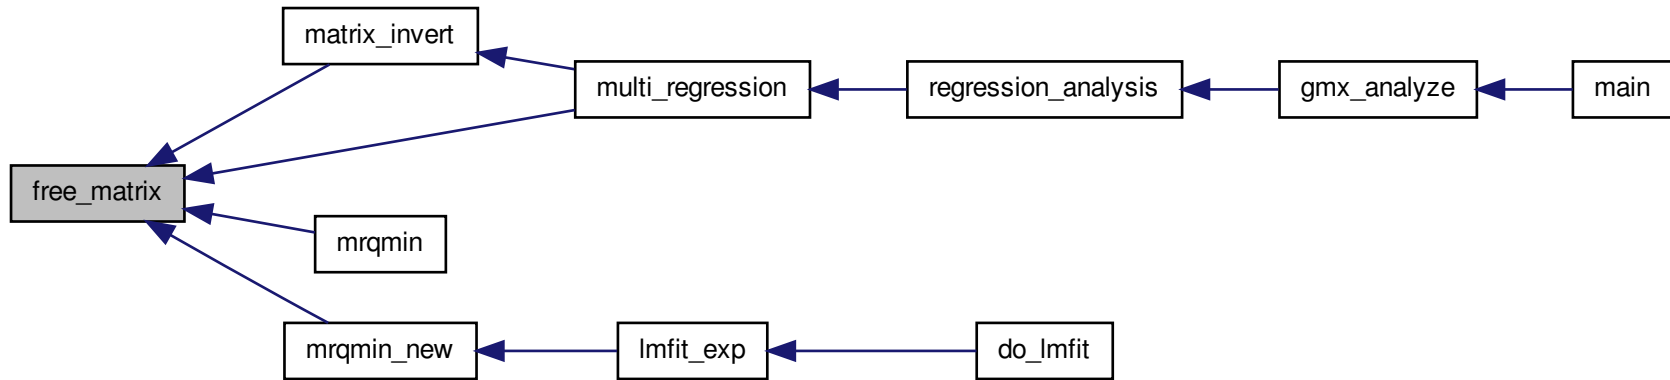 matrix_invert
multi_regression
regression_analysis
gmx_analyze
main
free_matrix
mrqmin
mrqmin_new
lmfit_exp
do_lmfit